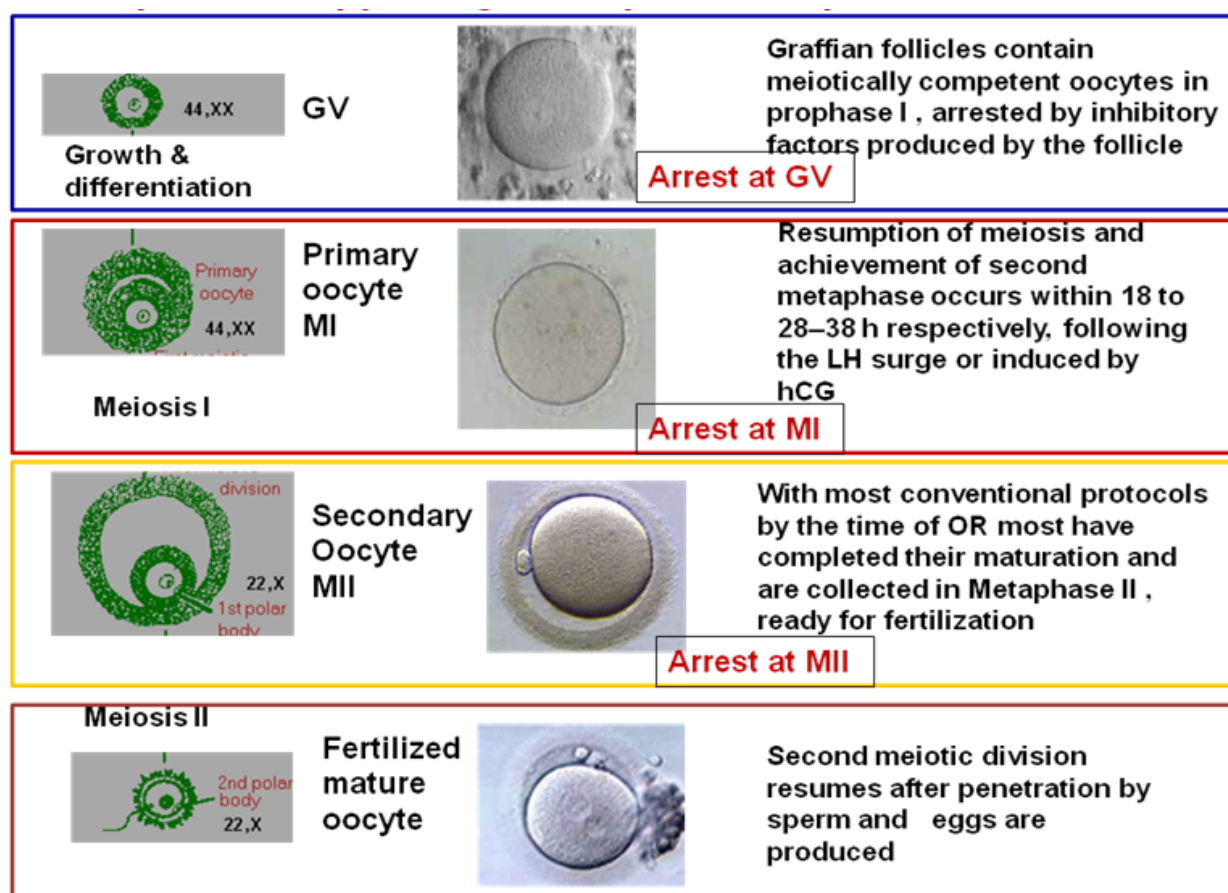 44,XX
Growth &
differentiation
GV
Graffian follicles contain
meiotically competent oocytes in
prophase I , arrested by inhibitory
factors produced by the follicle
Arrest at GV
Primary
oocyte
44,XX
First meiotic
Meiosis I
Primary
oocyte
MI
Resumption of meiosis and
achievement of second
metaphase occurs within 18 to
28–38 h respectively, following
the LH surge or induced by
hCG
Arrest at MI
division
22,X
1st polar
body
Secondary
Oocyte
MII
With most conventional protocols
by the time of OR most have
completed their maturation and
are collected in Metaphase II ,
ready for fertilization
Arrest at MII
Meiosis II
2nd polar
body
22,X
Fertilized
mature
oocyte
Second meiotic division
resumes after penetration by
sperm and eggs are
produced